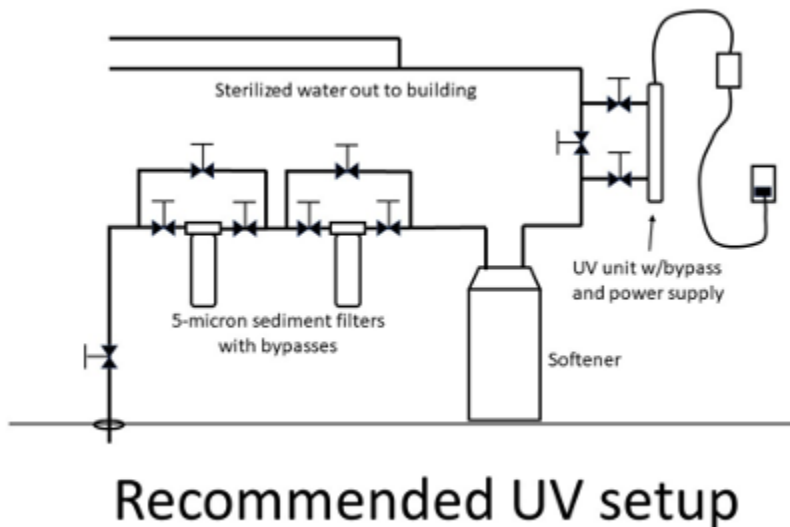 Sterilized water out to building
UV unit w/bypass
and power supply
5-micron sediment filters
with bypasses
Softener
Recommended UV setup